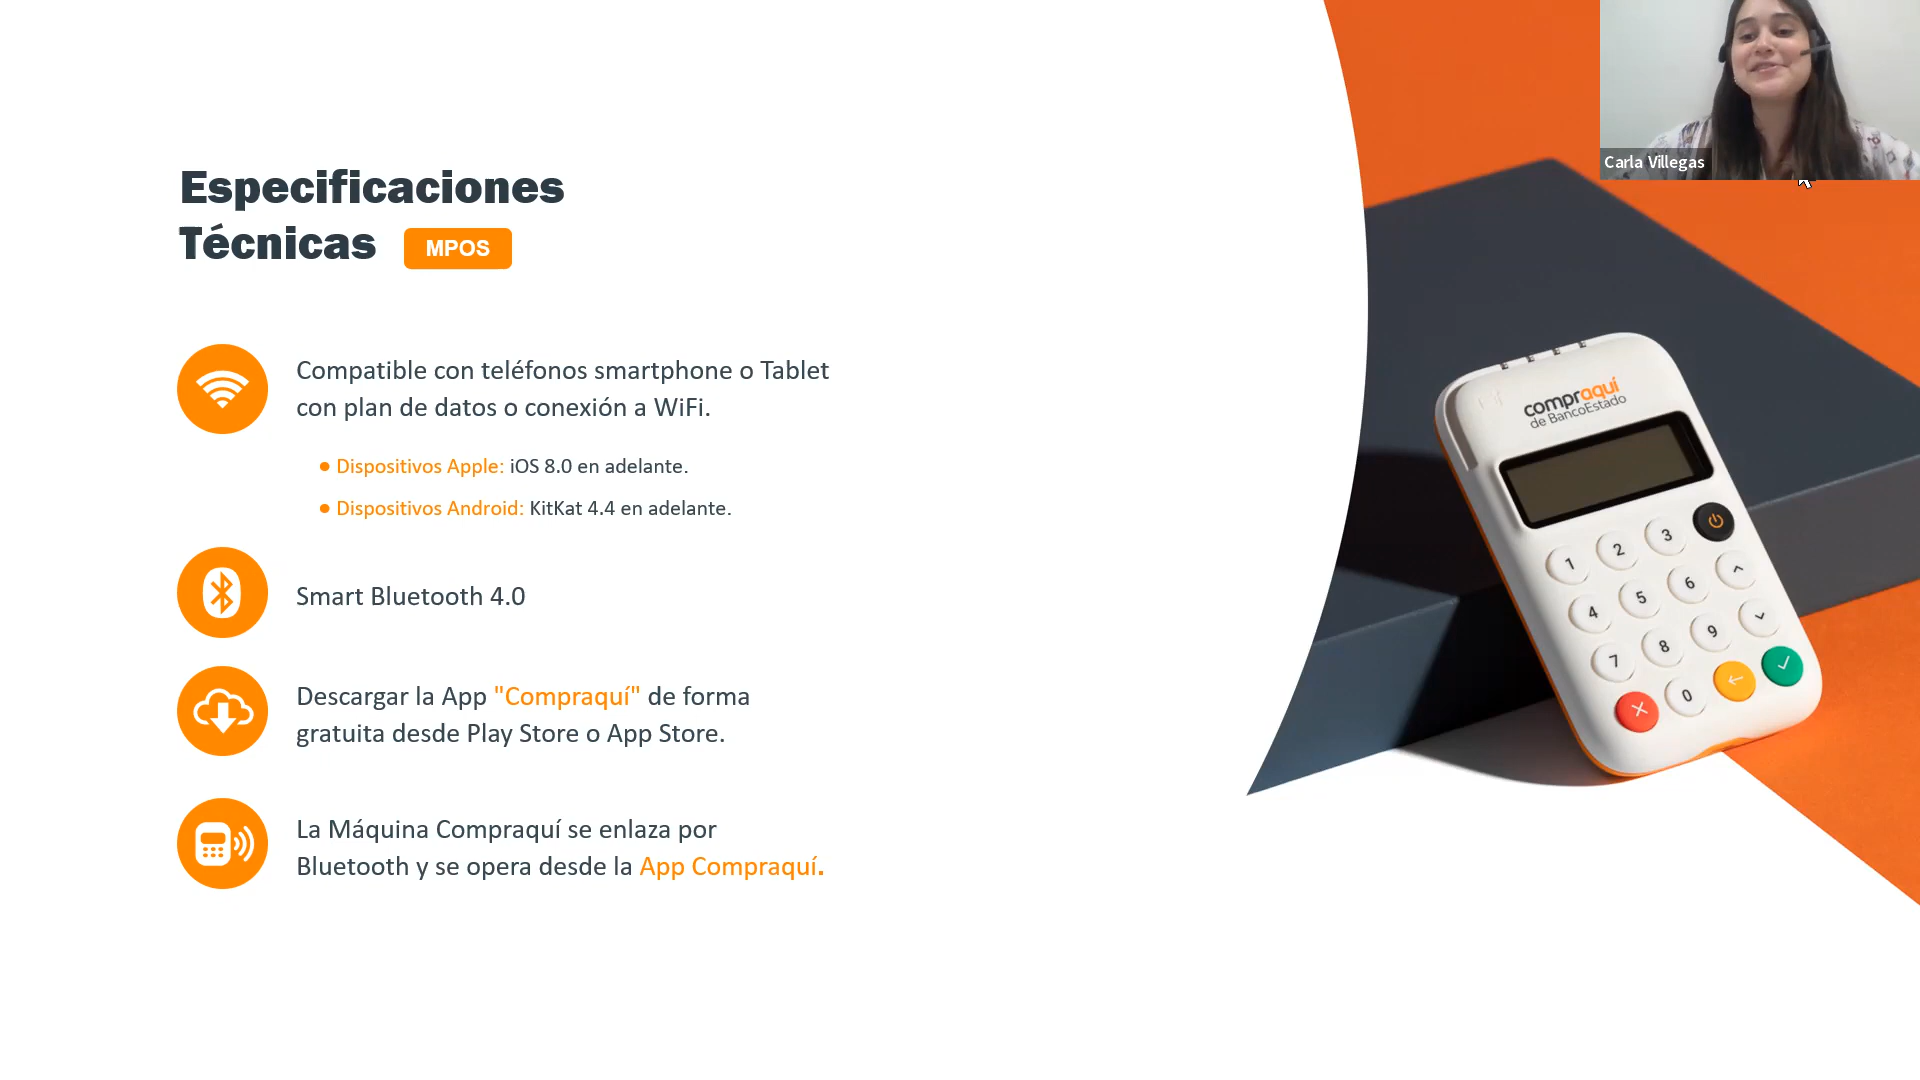 Carla Villegas
Especificaciones
Técnicas MPOS
Compatible con teléfonos smartphone o Tablet
con plan de datos o conexión a WiFi.
• Dispositivos Apple: iOS 8.0 en adelante.
• Dispositivos Android: KitKat 4.4 en adelante.
Smart Bluetooth 4.0
Descargar la App "Compraquí" de forma
gratuita desde Play Store o App Store.
La Máquina Compraquí se enlaza por
Bluetooth y se opera desde la App Compraquí.
compraquí
de BancoEstado
1 2 3
4 5 6
7 8 9
0